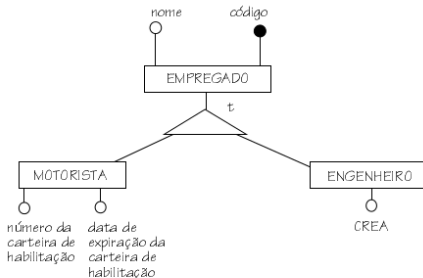 nome
código
EMPREGADO
t
MOTORISTA
ENGENHEIRO
número da
carteira de
habilitação
data de
expiração da
carteira de
habilitação
CREA